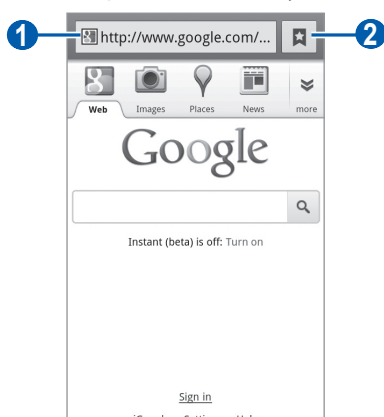 1 http://www.google.com/... 2
Web Images Places News more
Google
Instant (beta) is off: Turn on
Sign in